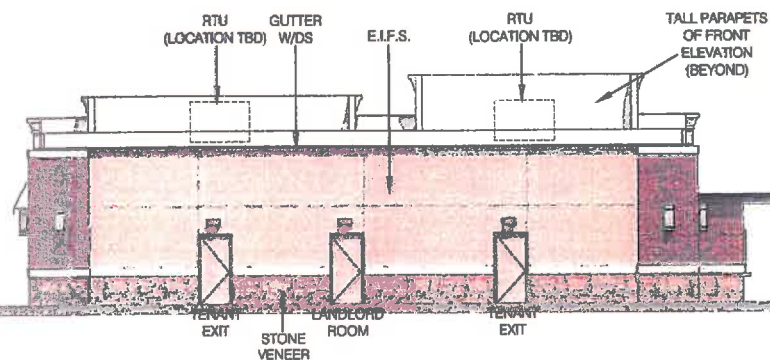 RTU
(LOCATION TBD)
GUTTER
W/DS
E.I.F.S.
RTU
(LOCATION TBD)
TALL PARAPETS
OF FRONT
ELEVATION
(BEYOND)
TENANT
EXIT
STONE
VENEER
LANDLORD
ROOM
TENANT
EXIT